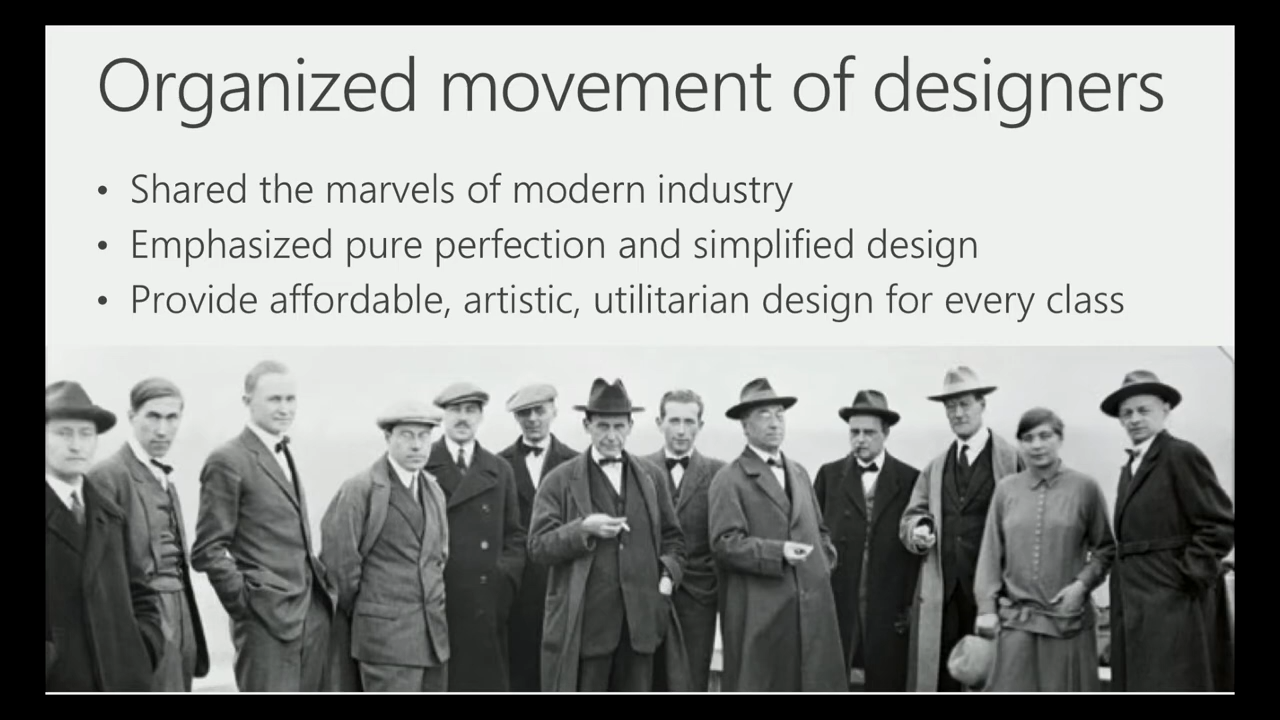 Organized movement of designers
• Shared the marvels of modern industry
• Emphasized pure perfection and simplified design
• Provide affordable, artistic, utilitarian design for every class